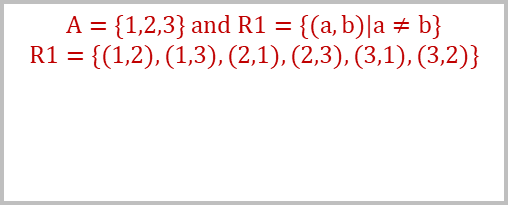 A = {1,2,3} and R1 = {(a, b)|a ≠ b}
R1 = {(1,2), (1,3), (2,1), (2,3), (3,1), (3,2)}